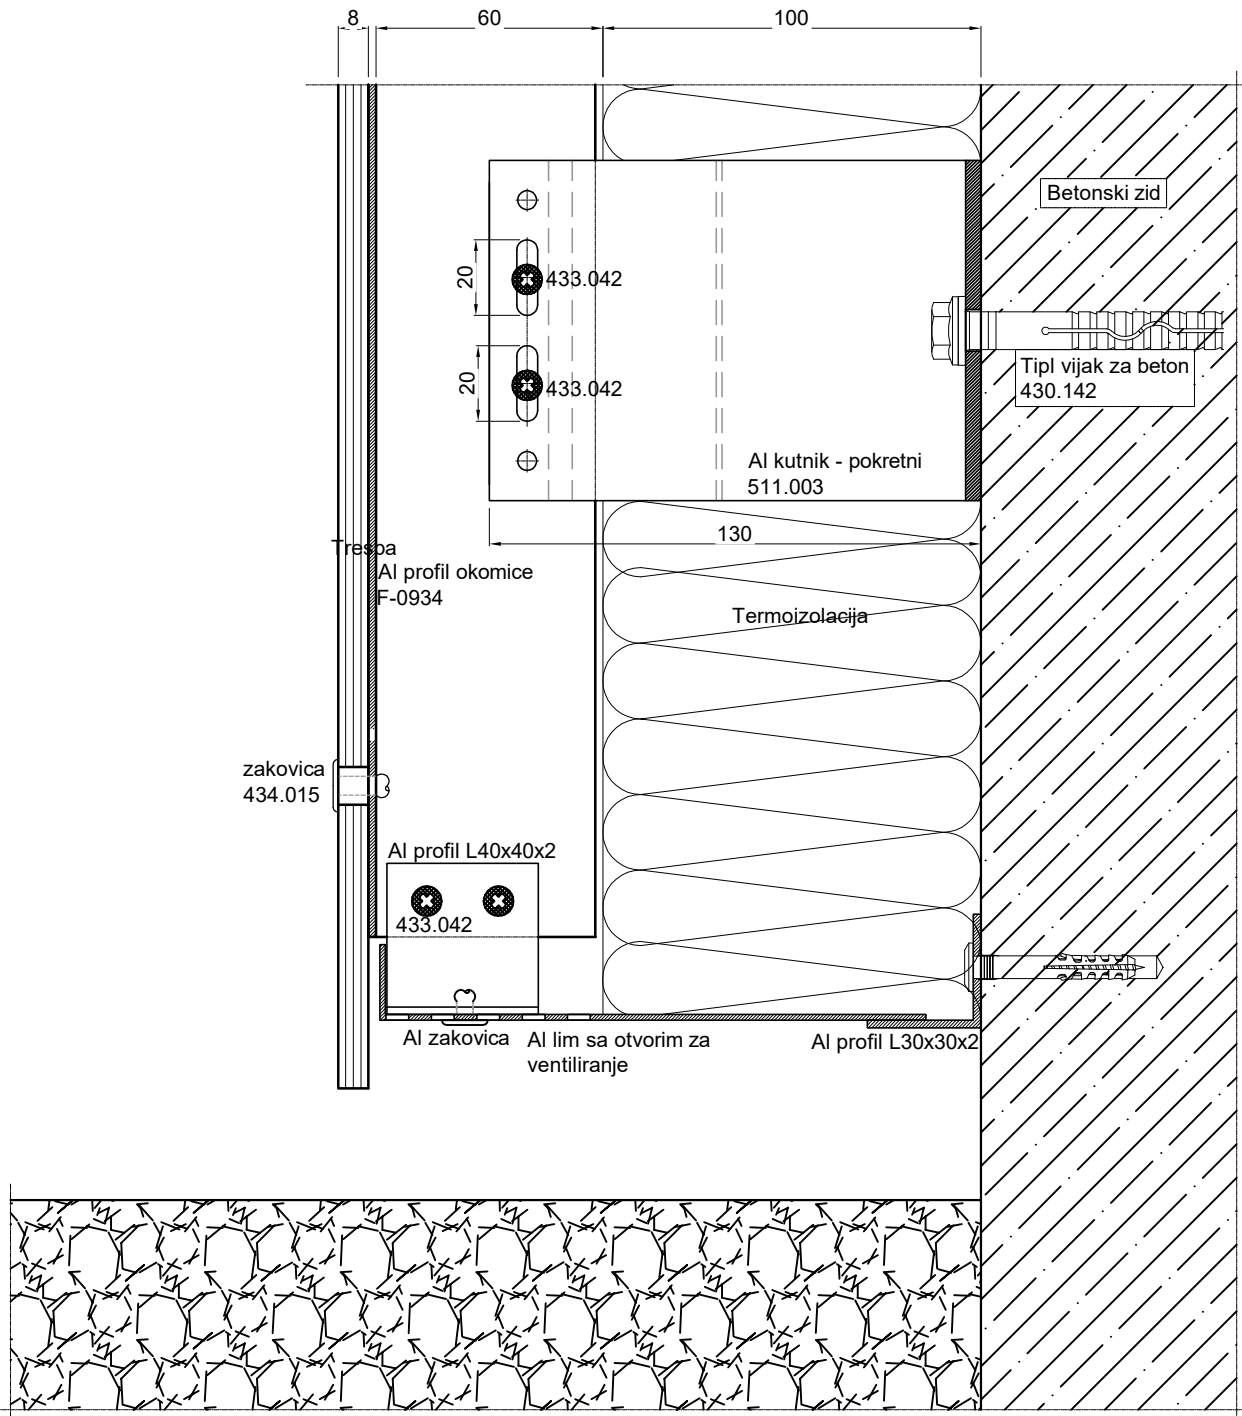 8
60
100
Betonski zid
20
433.042
20
433.042
Tipl vijak za beton
430.142
Al kutnik - pokretni
511.003
130
Trespa
Al profil okomice
F-0934
Termoizolacija
zakovica
434.015
Al profil L40x40x2
433.042
Al zakovica
Al lim sa otvorim za
ventiliranje
Al profil L30x30x2